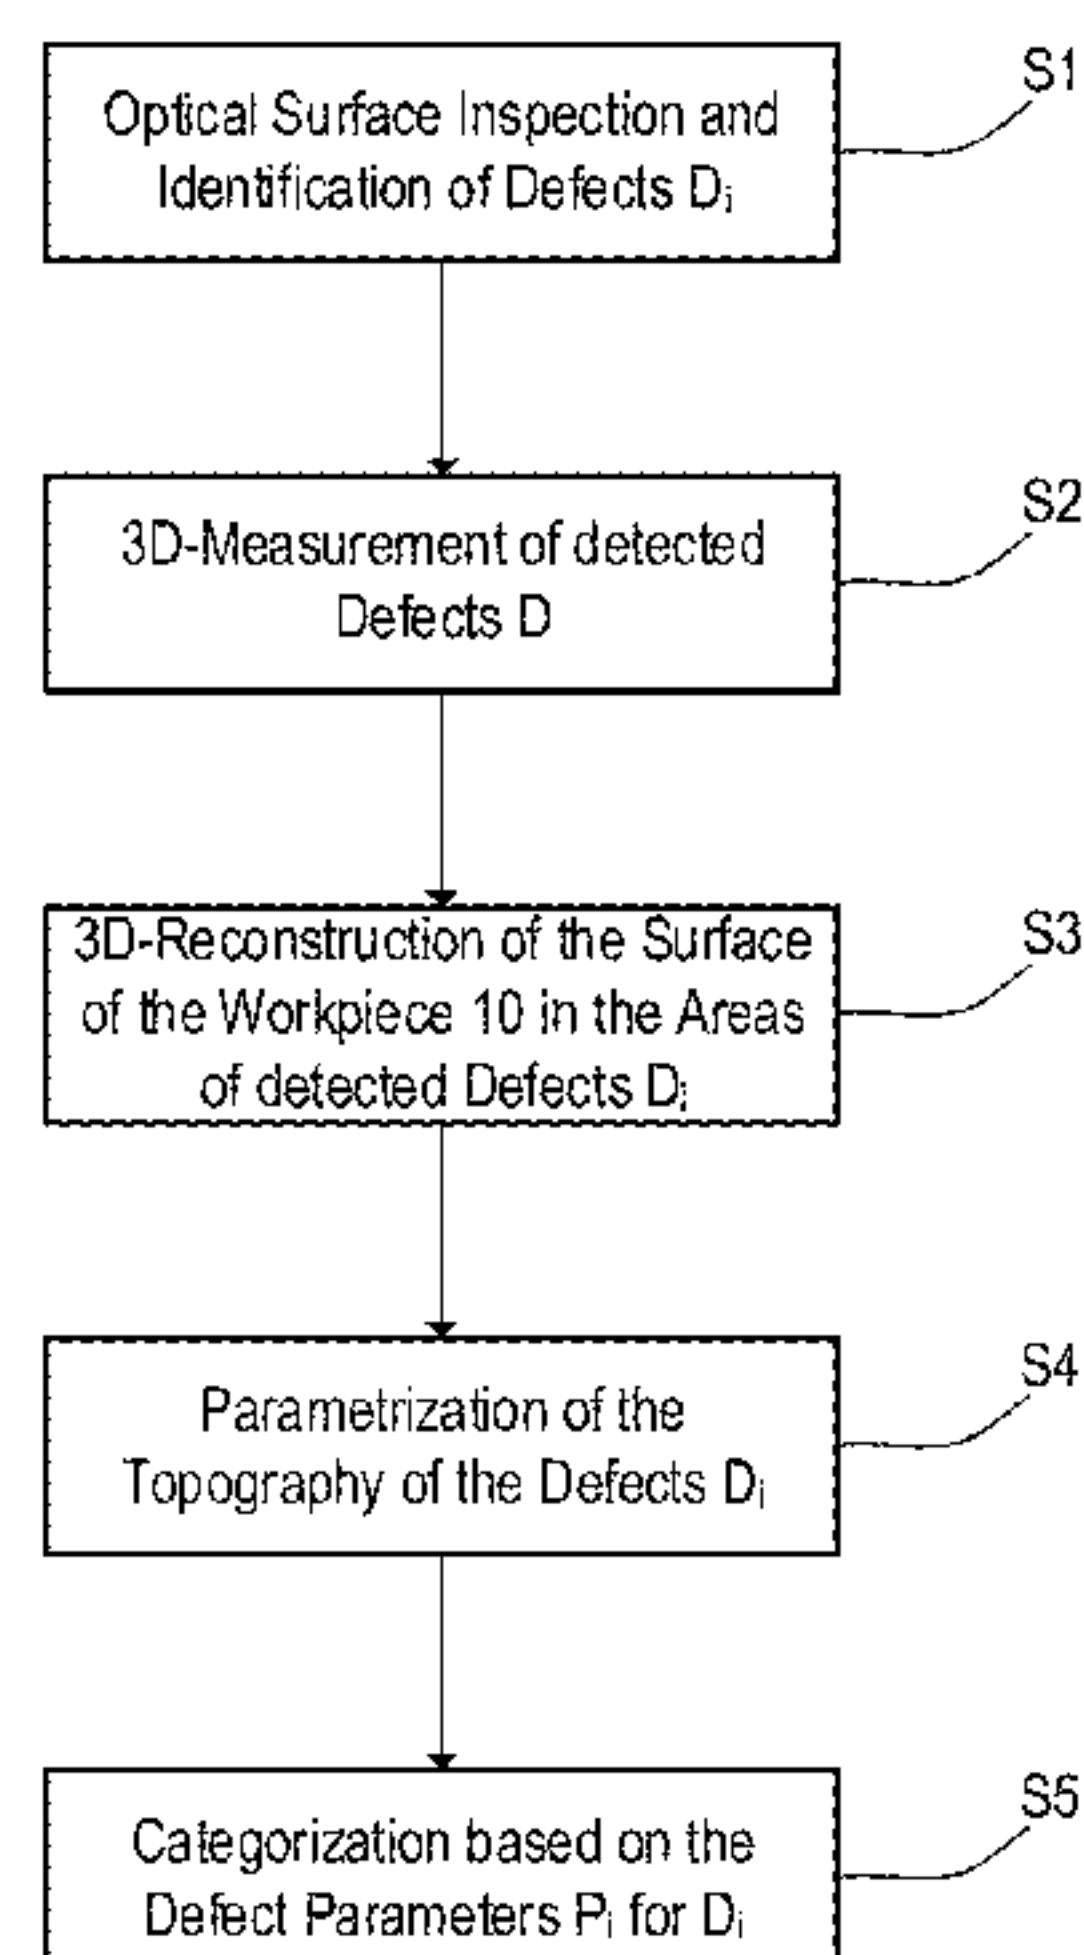 Optical Surface Inspection and
Identification of Defects Di
S1
3D-Measurement of detected
Defects D
S2
3D-Reconstruction of the Surface
of the Workpiece 10 in the Areas
of detected Defects Di
S3
Parametrization of the
Topography of the Defects Di
S4
Categorization based on the
Defect Parameters Pi for Di
S5